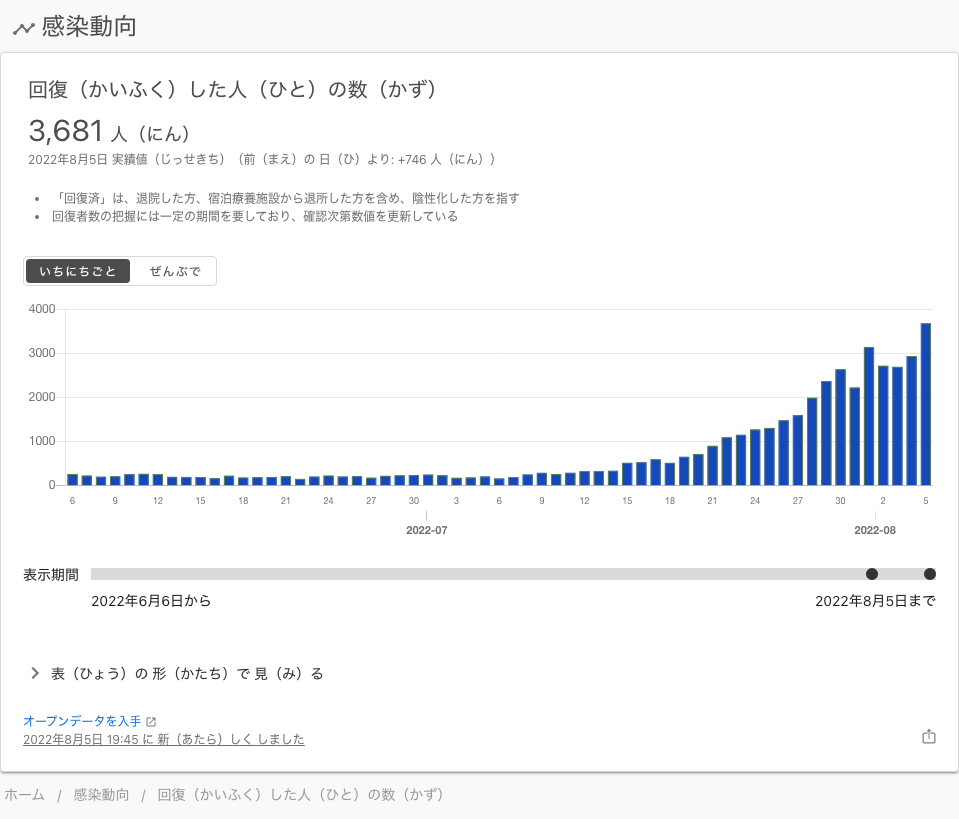 感染動向
回復（かいふく）した人（ひと）の数（かず）
3,681 人（にん）
2022年8月5日 実績値（じっせきち）（前（まえ）の 日（ひ）より: +746 人（にん））
• 「回復済」は、退院した方、宿泊療養施設から退所した方を含め、陰性化した方を指す
• 回復者数の把握には一定の期間を要しており、確認次第数値を更新している
いちにちごと ぜんぶで
4000
3000
2000
1000
0
6 9 12 15 18 21 24 27 30 3 6 9 12 15 18 21 24 27 30 2 5
2022-07 2022-08
表示期間
2022年6月6日から 2022年8月5日まで
表（ひょう）の 形（かたち）で 見（み）る
オープンデータを入手
2022年8月5日 19:45 に 新（あたら）しく しました
ホーム / 感染動向 / 回復（かいふく）した人（ひと）の数（かず）